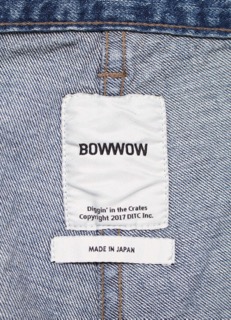 BOWWOW
Diggin' in the Crates
Copyright 2017 DITC Inc.
MADE IN JAPAN